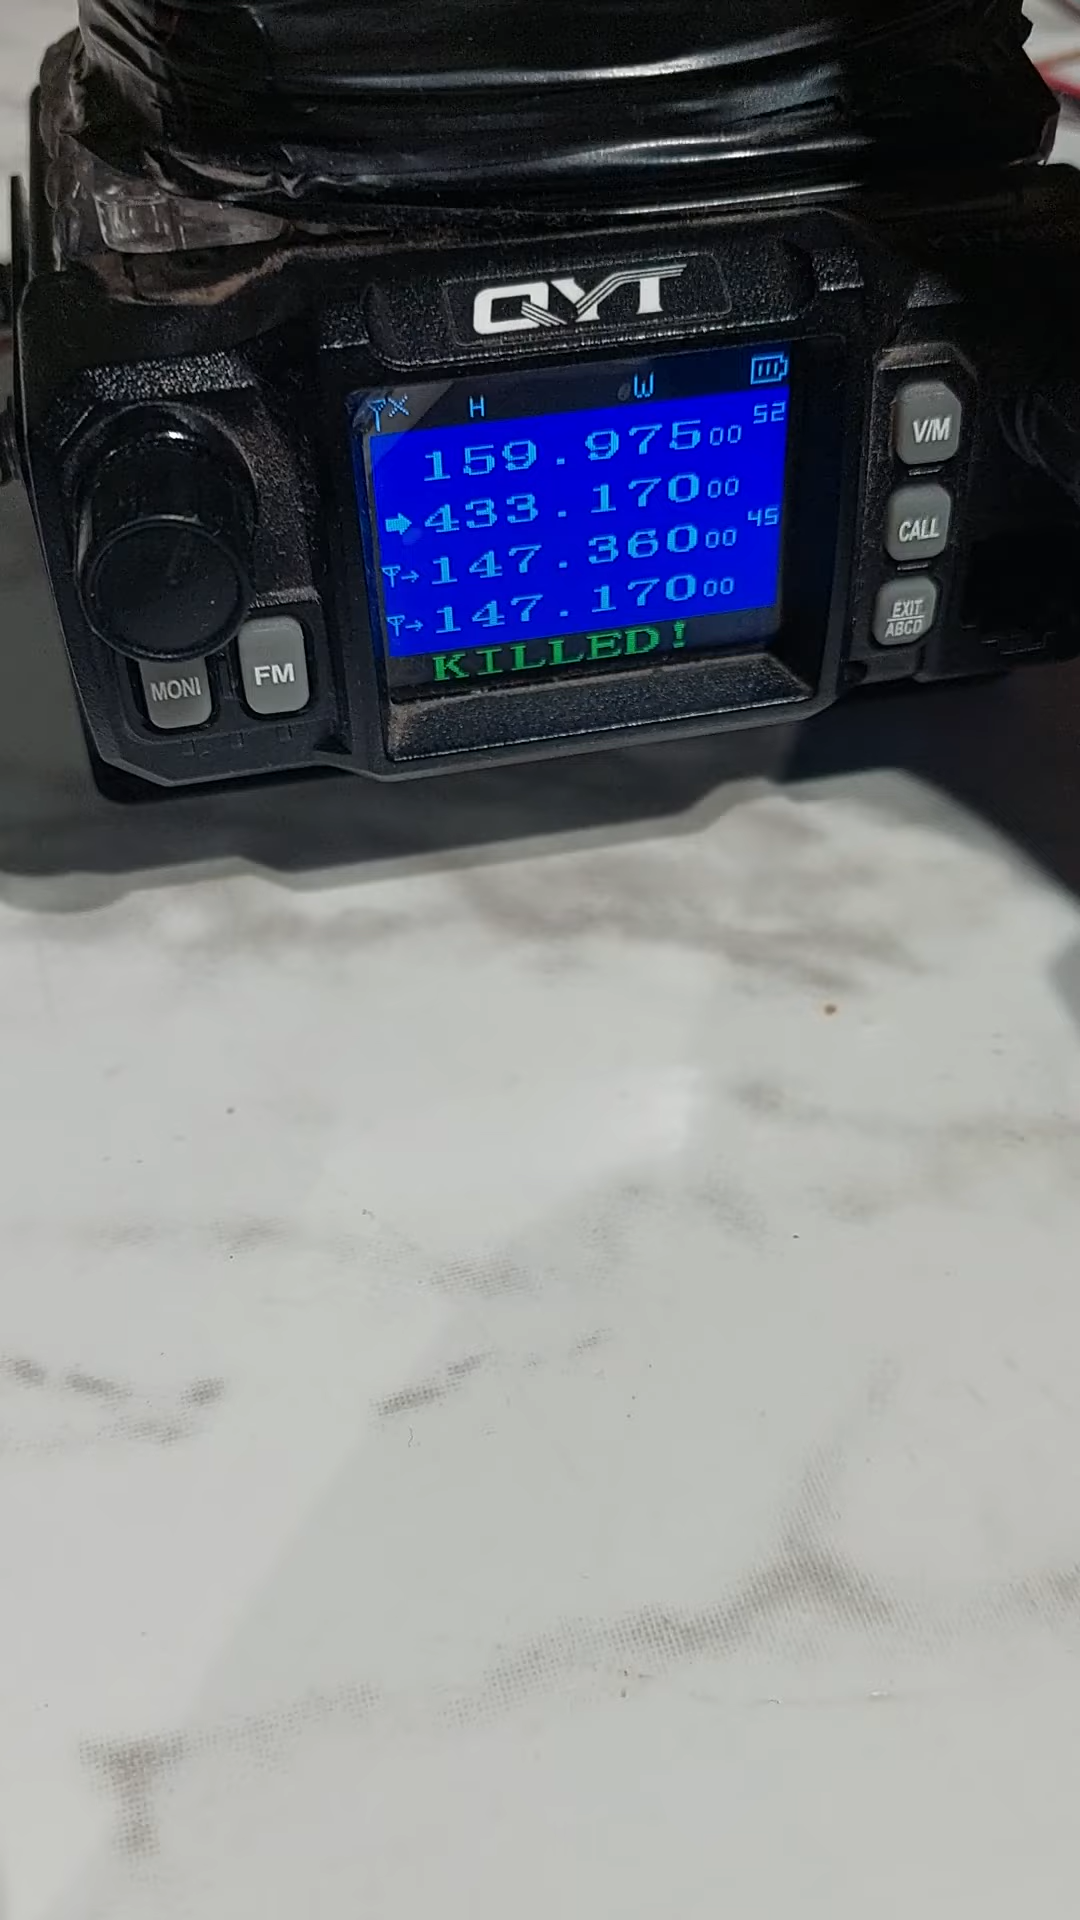 QYT
H W
159.97500 52
433.17000
147.36000 45
147.17000
KILLED!
V/M
CALL
EXIT
ABCD
MONI
FM